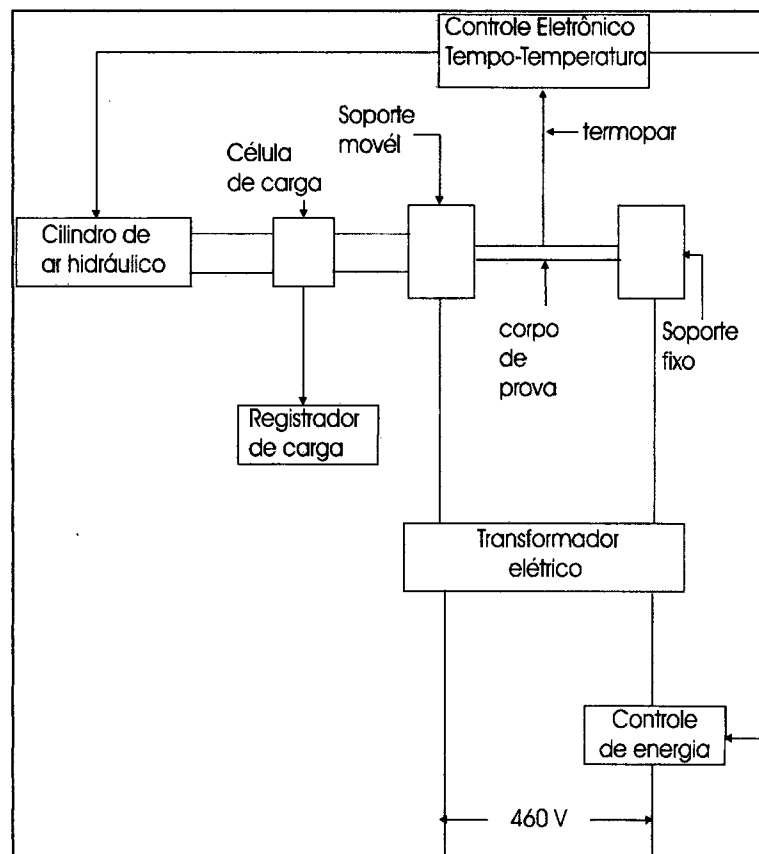 Controle Eletrônico
Tempo-Temperatura
Soporte
movél
termopar
Célula
de carga
Cilindro de
ar hidráulico
corpo
de
prova
Soporte
fixo
Registrador
de carga
Transformador
elétrico
Controle
de energia
460 V